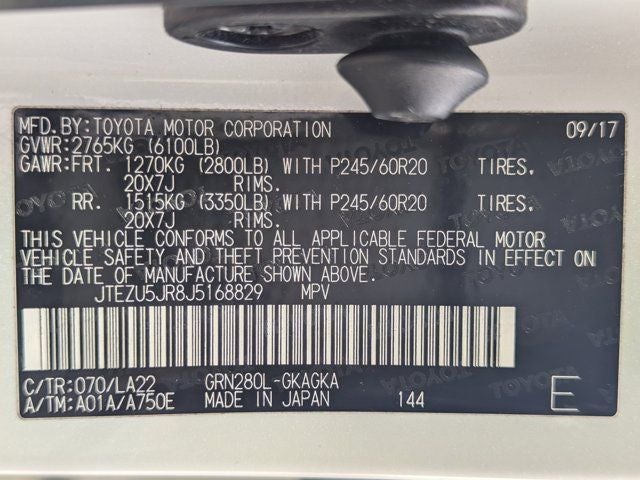 MFD.BY:TOYOTA MOTOR CORPORATION 09/17
GVWR:2765KG (6100LB)
GAWR:FRT. 1270KG (2800LB) WITH P245/60R20 TIRES.
20X7J RIMS.
RR. 1515KG (3350LB) WITH P245/60R20 TIRES.
20X7J RIMS.
THIS VEHICLE CONFORMS TO ALL APPLICABLE FEDERAL MOTOR
VEHICLE SAFETY AND THEFT PREVENTION STANDARDS IN EFFECT ON
THE DATE OF MANUFACTURE SHOWN ABOVE.
JTEZU5JR8J5168829 MPV
C/TR:070/LA22 GRN280L-GKAGKA
A/TM:A01A/A750E MADE IN JAPAN 144 E